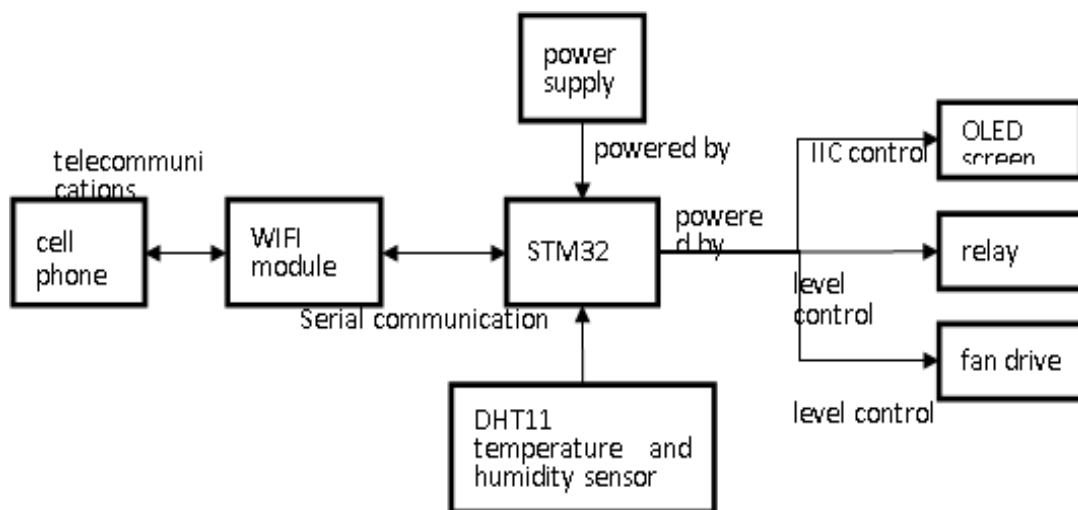 power
supply
powered by
OLED
screen
IIC control
telecommuni
cations
cell
phone
WIFI
module
STM32
powere
d by
relay
Serial communication
level
control
fan drive
level control
DHT11
temperature and
humidity sensor